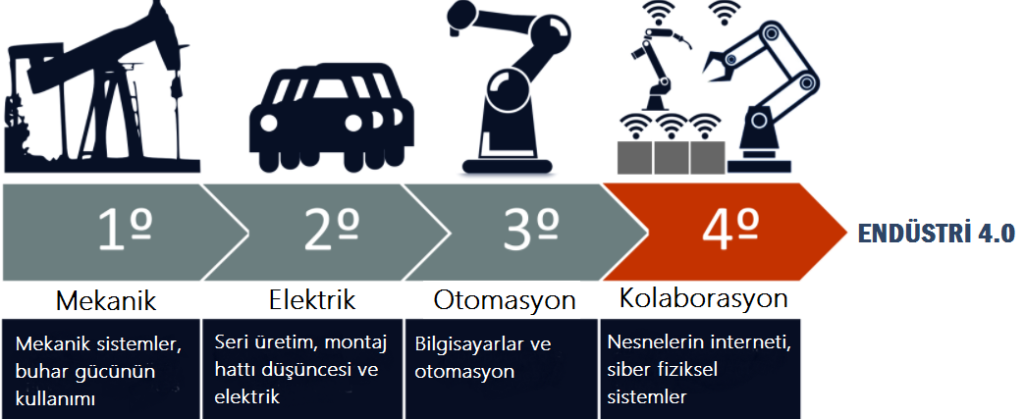 1º
2º
3º
4º
ENDÜSTRİ 4.0
Mekanik
Elektrik
Otomasyon
Kolaborasyon
Mekanik sistemler,
buhar gücünün
kullanımı
Seri üretim, montaj
hattı düşüncesi ve
elektrik
Bilgisayarlar ve
otomasyon
Nesnelerin interneti,
siber fiziksel
sistemler